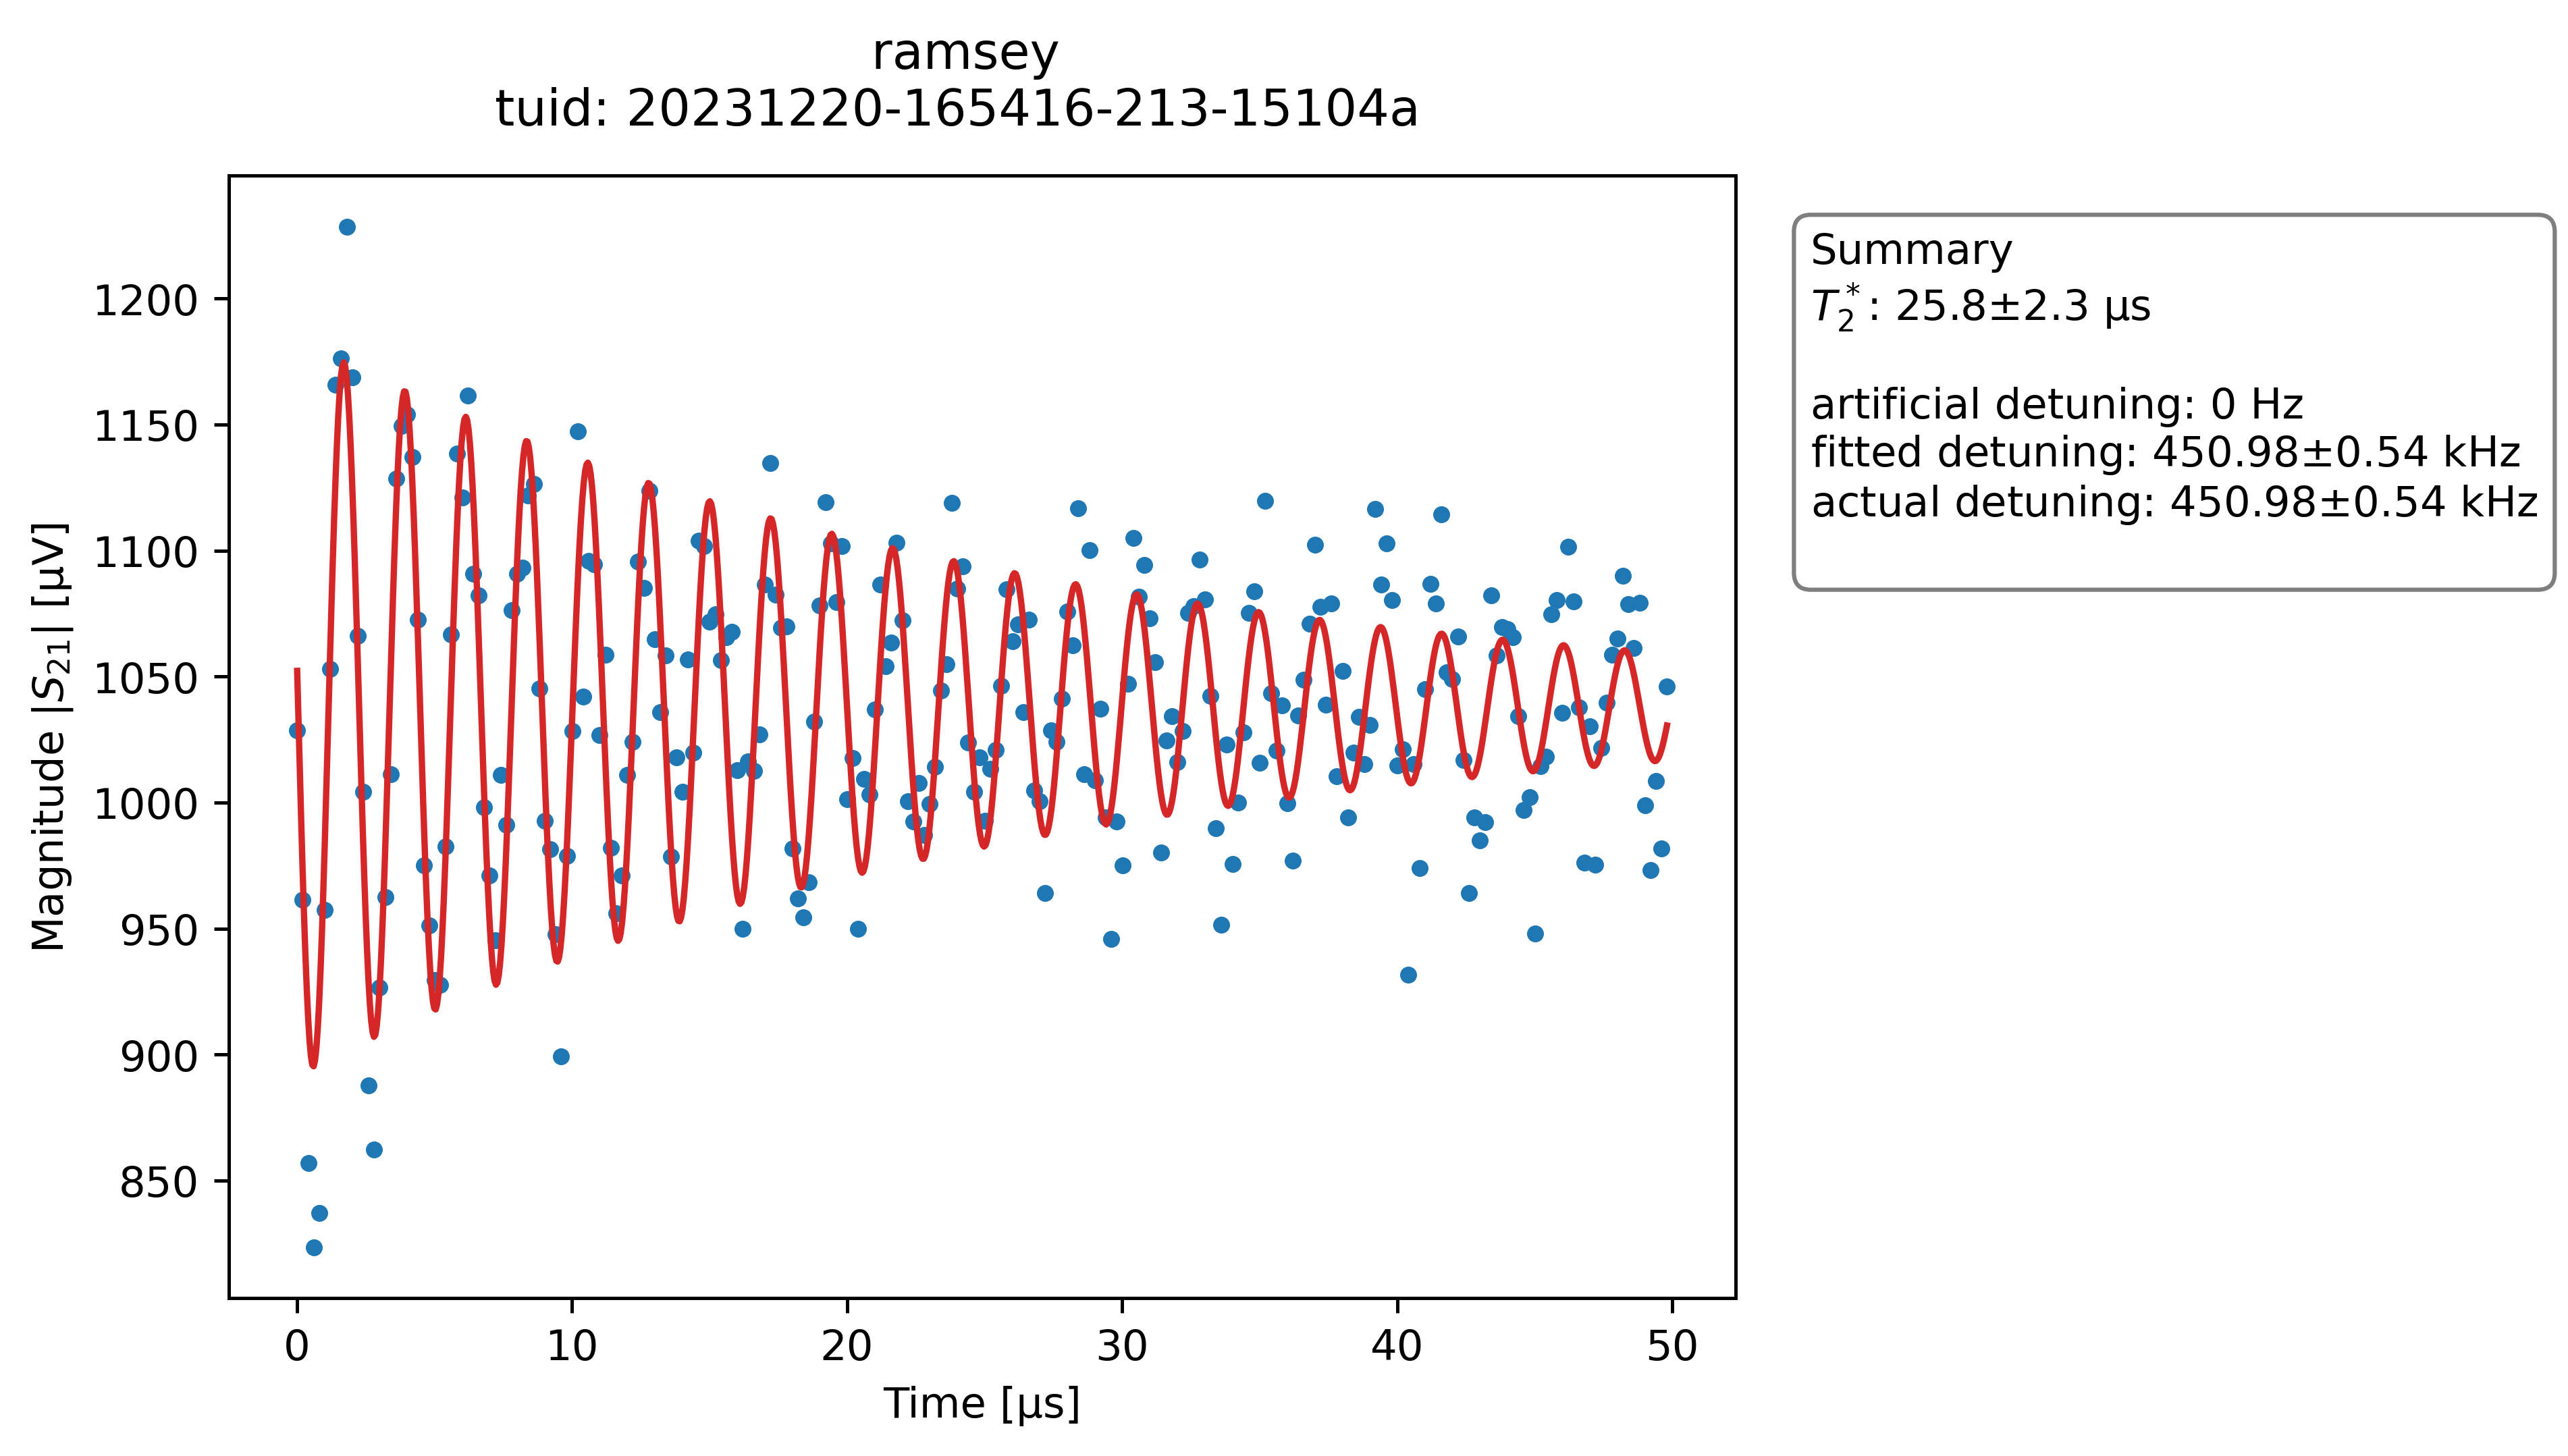 ramsey
tuid: 20231220-165416-213-15104a
Magnitude |S21| [µV]
1200
1150
1100
1050
1000
950
900
850
0 10 20 30 40 50
Time [µs]
Summary
T2*: 25.8±2.3 µs
artificial detuning: 0 Hz
fitted detuning: 450.98±0.54 kHz
actual detuning: 450.98±0.54 kHz